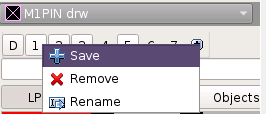 M1PIN drw
D 1 2 3 4 5 6 7
Save
Remove
LP Objects
Rename